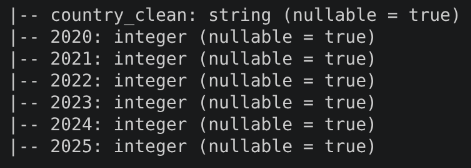 |-- country_clean: string (nullable = true)
|-- 2020: integer (nullable = true)
|-- 2021: integer (nullable = true)
|-- 2022: integer (nullable = true)
|-- 2023: integer (nullable = true)
|-- 2024: integer (nullable = true)
|-- 2025: integer (nullable = true)